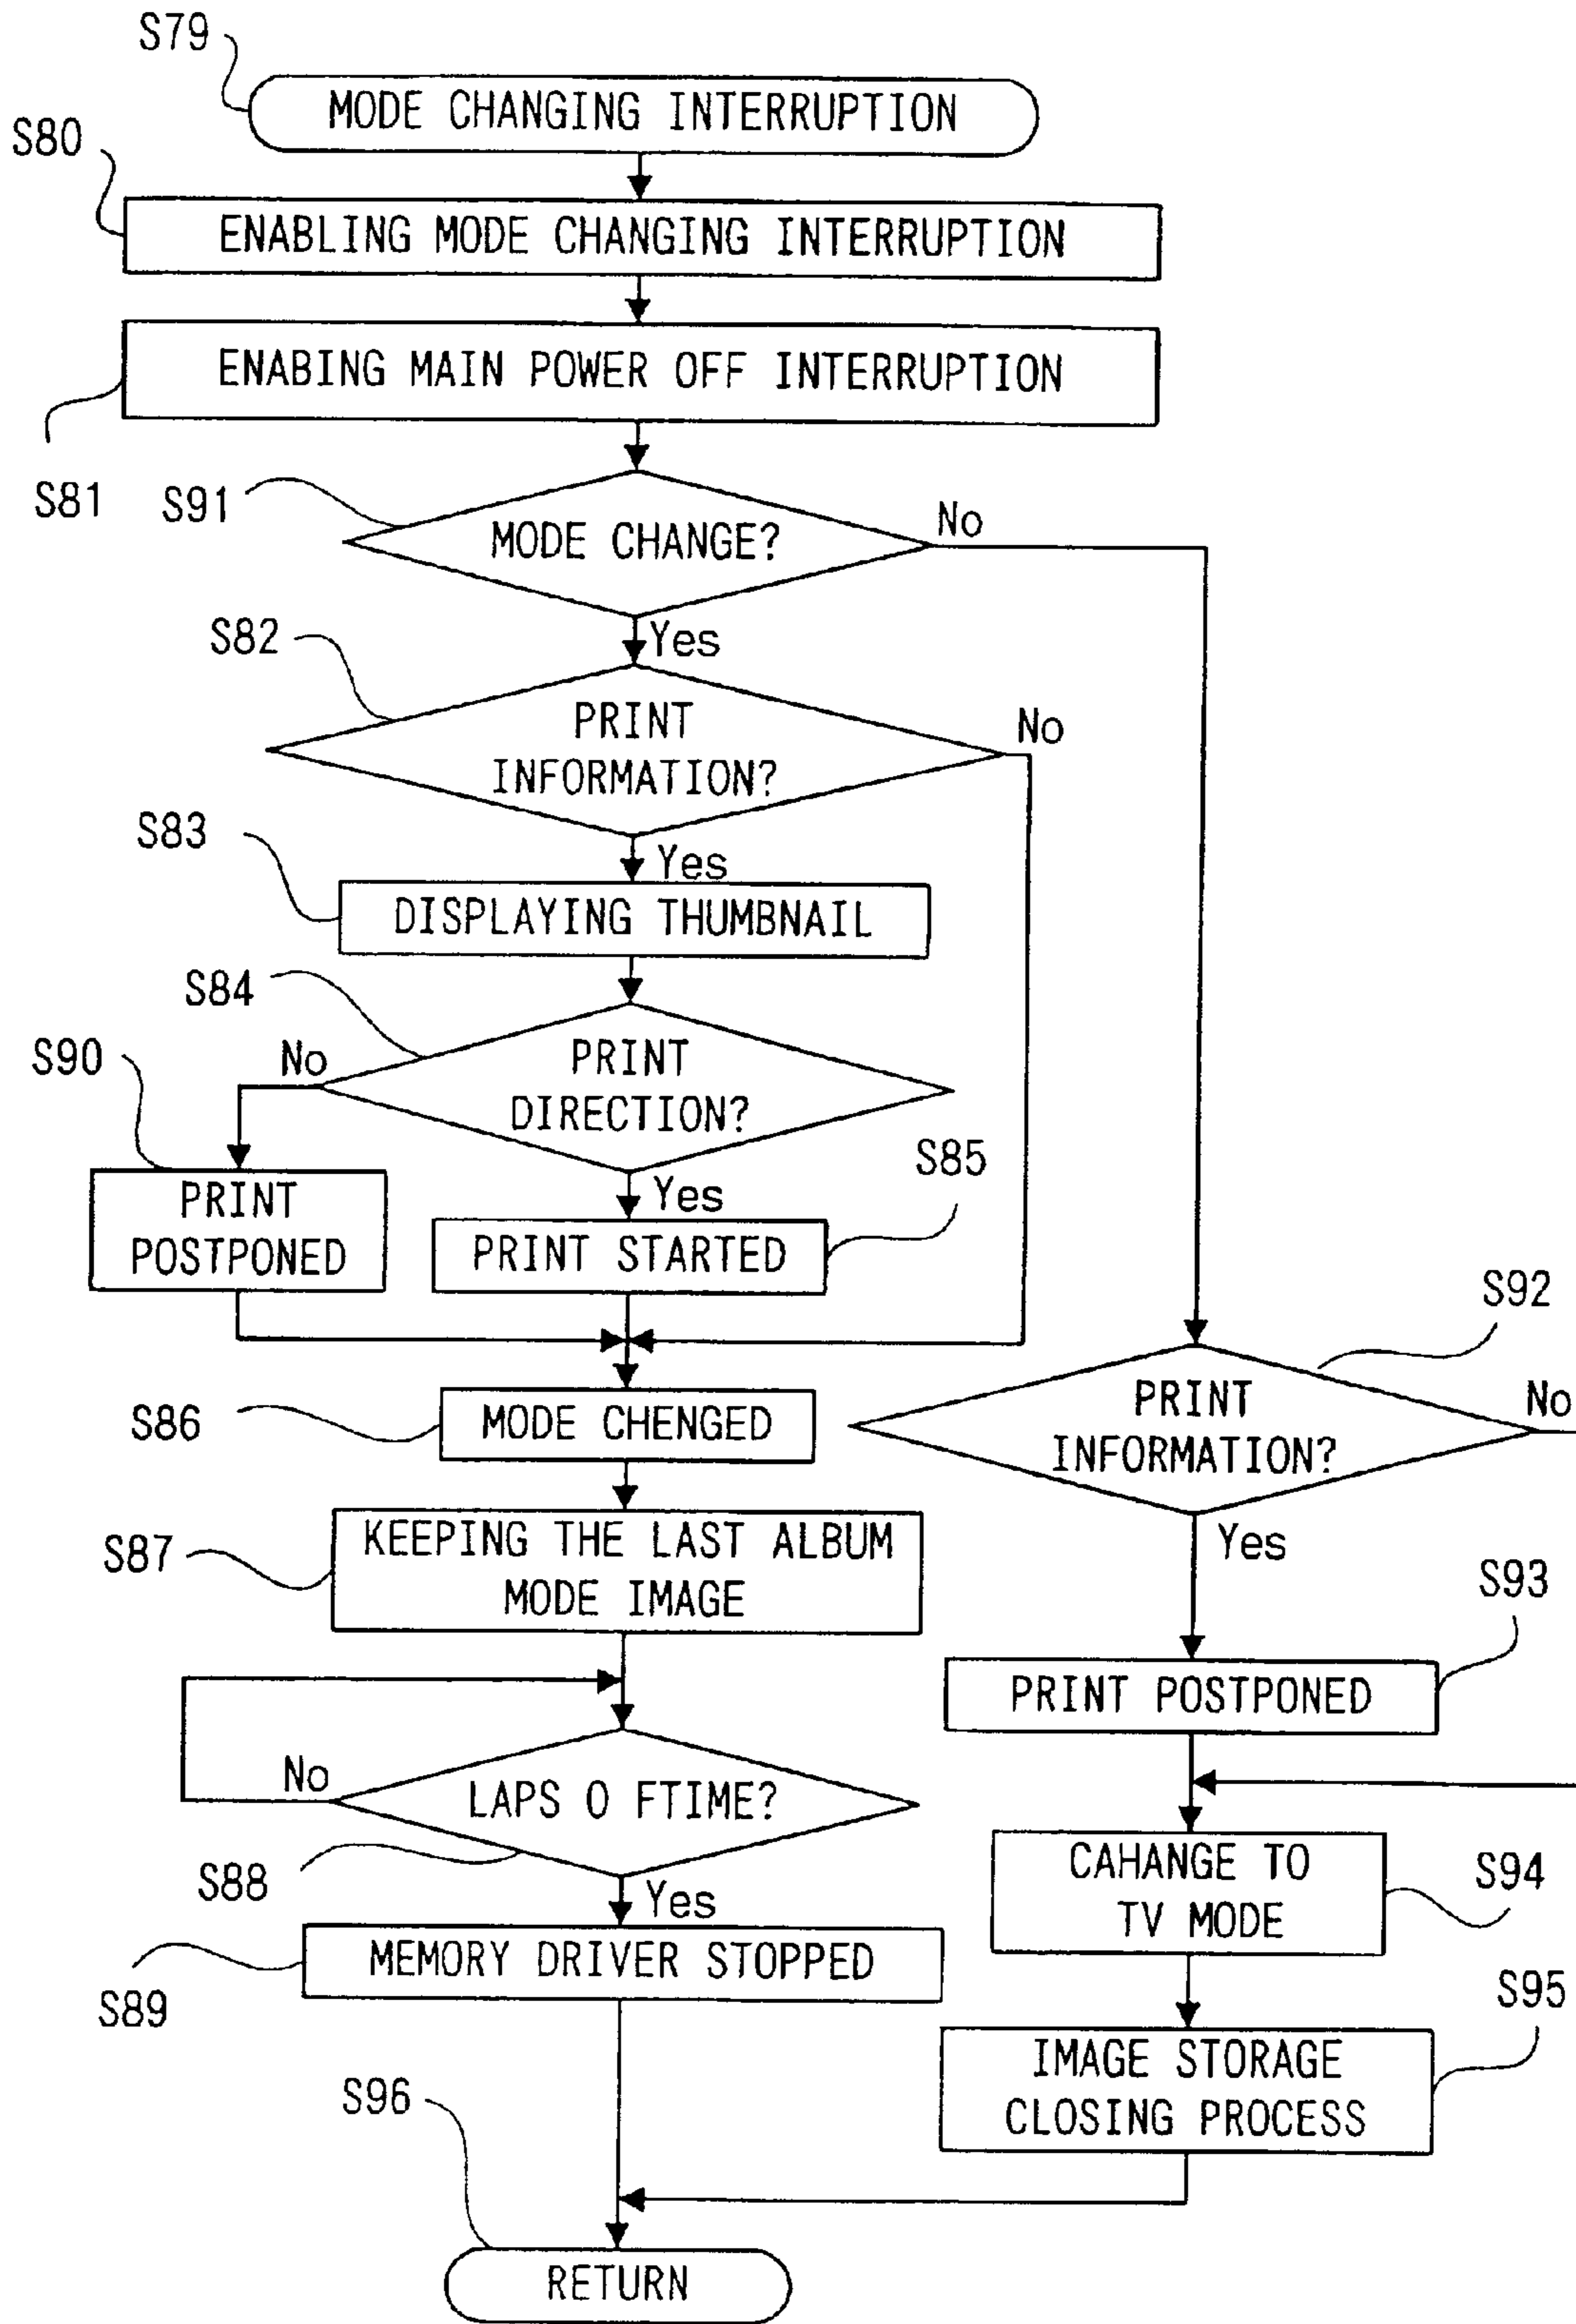 S79
MODE CHANGING INTERRUPTION
S80
ENABLING MODE CHANGING INTERRUPTION
ENABING MAIN POWER OFF INTERRUPTION
S81
S91
MODE CHANGE?
No
Yes
S82
PRINT
INFORMATION?
No
S83
Yes
DISPLAYING THUMBNAIL
S84
PRINT
DIRECTION?
No
S90
PRINT
POSTPONED
Yes
S85
PRINT STARTED
S86
MODE CHENGED
S87
KEEPING THE LAST ALBUM
MODE IMAGE
LAPS O FTIME?
No
S88
Yes
MEMORY DRIVER STOPPED
S89
S92
PRINT
INFORMATION?
No
Yes
S93
PRINT POSTPONED
CAHANGE TO
TV MODE
S94
S95
IMAGE STORAGE
CLOSING PROCESS
S96
RETURN